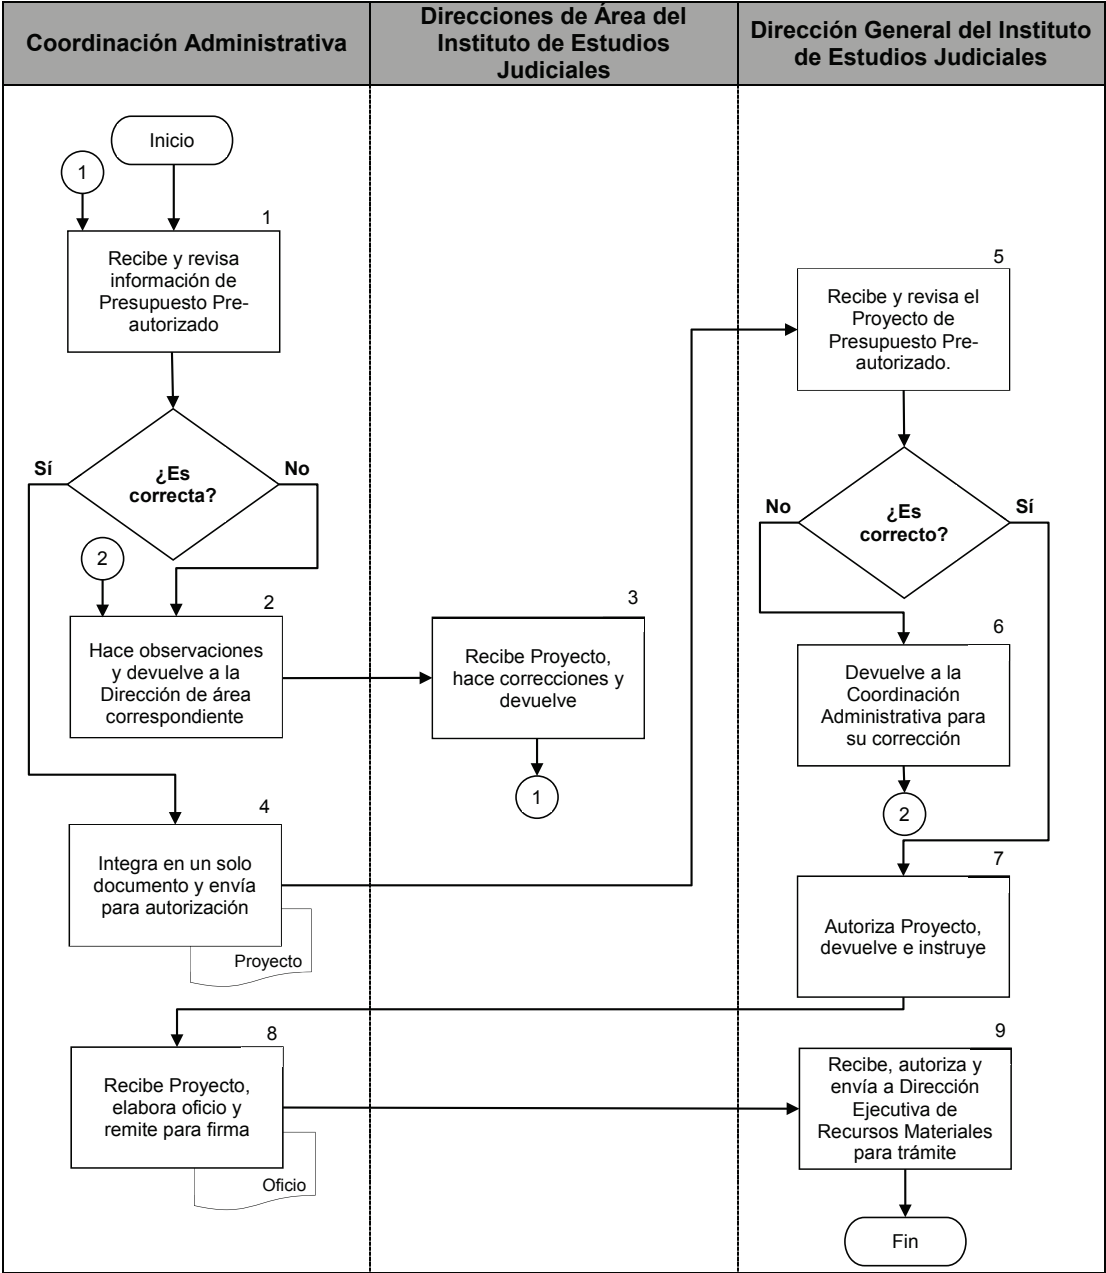 Coordinación Administrativa
Direcciones de Área del
Instituto de Estudios
Judiciales
Dirección General del Instituto
de Estudios Judiciales
Inicio
1
1
Recibe y revisa
información de
Presupuesto Pre-
autorizado
¿Es
correcta?
Sí
No
2
2
Hace observaciones
y devuelve a la
Dirección de área
correspondiente
3
Recibe Proyecto,
hace correcciones y
devuelve
1
4
Integra en un solo
documento y envía
para autorización
Proyecto
5
Recibe y revisa el
Proyecto de
Presupuesto Pre-
autorizado.
¿Es
correcto?
No
Sí
6
Devuelve a la
Coordinación
Administrativa para
su corrección
2
7
Autoriza Proyecto,
devuelve e instruye
8
Recibe Proyecto,
elabora oficio y
remite para firma
Oficio
9
Recibe, autoriza y
envía a Dirección
Ejecutiva de
Recursos Materiales
para trámite
Fin